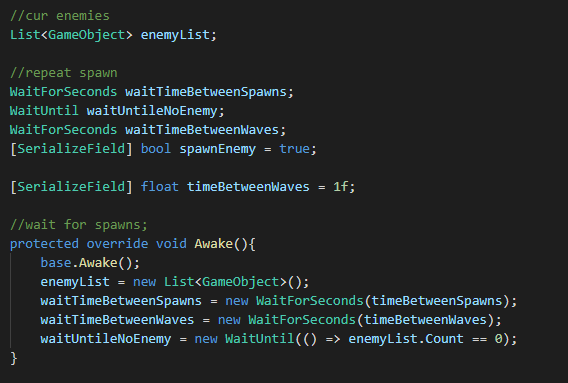 //cur enemies
List<GameObject> enemyList;
//repeat spawn
WaitForSeconds waitTimeBetweenSpawns;
WaitUntil waitUntileNoEnemy;
WaitForSeconds waitTimeBetweenWaves;
[SerializeField] bool spawnEnemy = true;
[SerializeField] float timeBetweenWaves = 1f;
//wait for spawns;
protected override void Awake(){
    base.Awake();
    enemyList = new List<GameObject>();
    waitTimeBetweenSpawns = new WaitForSeconds(timeBetweenSpawns);
    waitTimeBetweenWaves = new WaitForSeconds(timeBetweenWaves);
    waitUntileNoEnemy = new WaitUntil(() => enemyList.Count == 0);
}